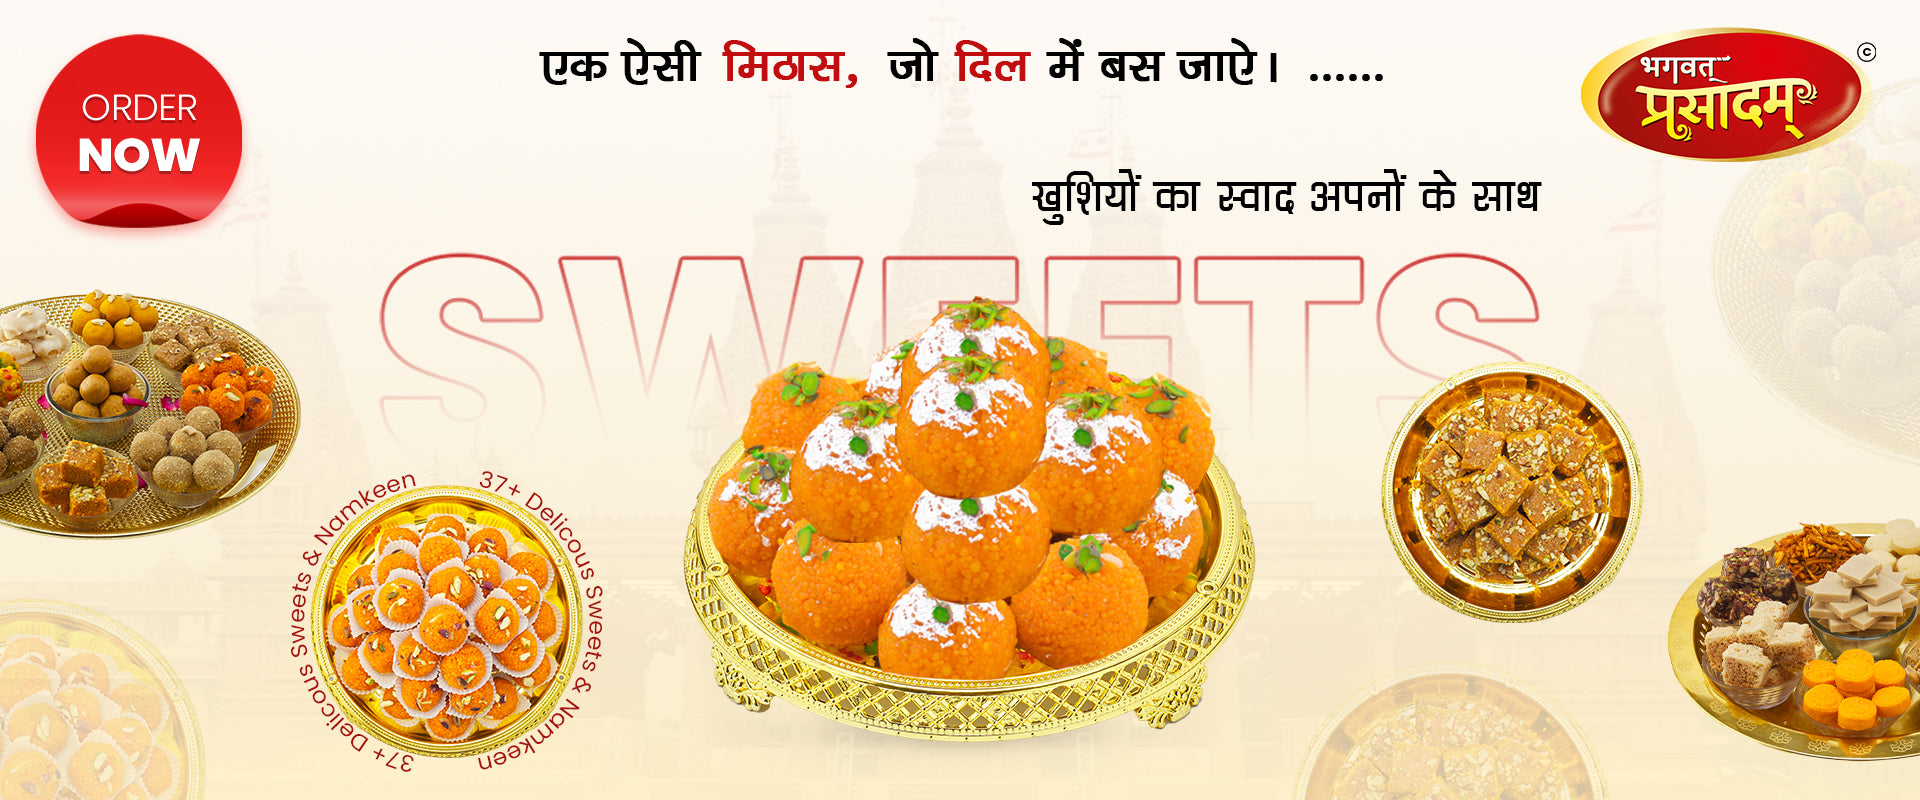 एक ऐसी मिठास, जो दिल में बस जाऐ। ......
ORDER
NOW
भगवत
प्रसादम्
©
खुशियों का स्वाद अपनों के साथ
SWEETS
37+ Delicous Sweets & Namkeen
37+ Delicous Sweets & Namkeen